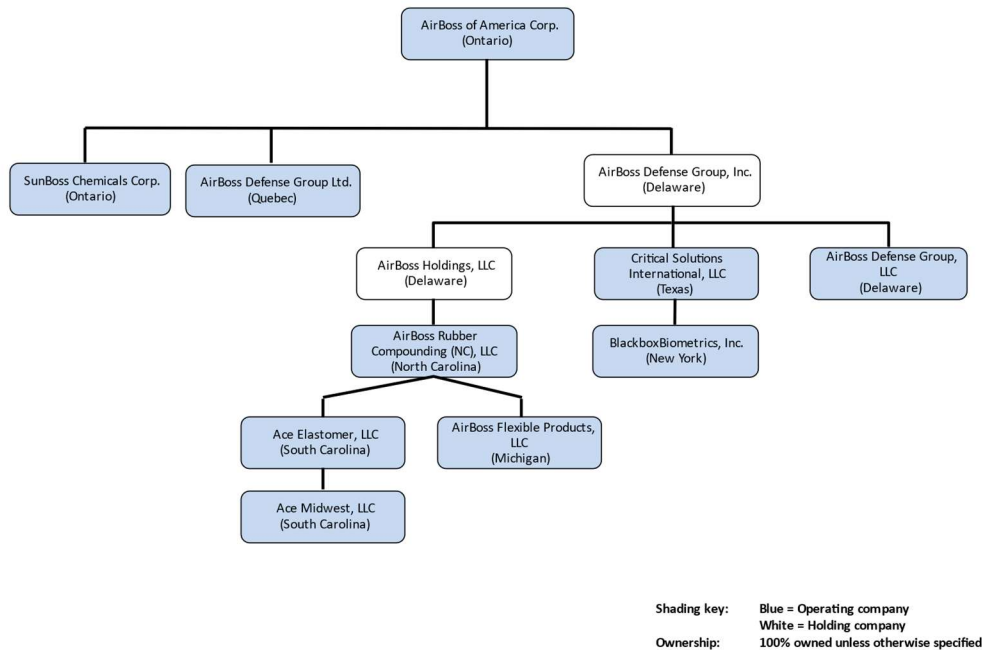 AirBoss of America Corp.
(Ontario)
SunBoss Chemicals Corp.
(Ontario)
AirBoss Defense Group Ltd.
(Quebec)
AirBoss Defense Group, Inc.
(Delaware)
AirBoss Holdings, LLC
(Delaware)
Critical Solutions
International, LLC
(Texas)
AirBoss Defense Group,
LLC
(Delaware)
AirBoss Rubber
Compounding (NC), LLC
(North Carolina)
BlackboxBiometrics, Inc.
(New York)
Ace Elastomer, LLC
(South Carolina)
AirBoss Flexible Products,
LLC
(Michigan)
Ace Midwest, LLC
(South Carolina)
Shading key: Blue = Operating company
White = Holding company
Ownership: 100% owned unless otherwise specified